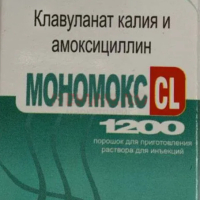 Клавуланат калия и
амоксициллин
МОНОМОКС CL
1200
порошок для приготовления
раствора для инъекций